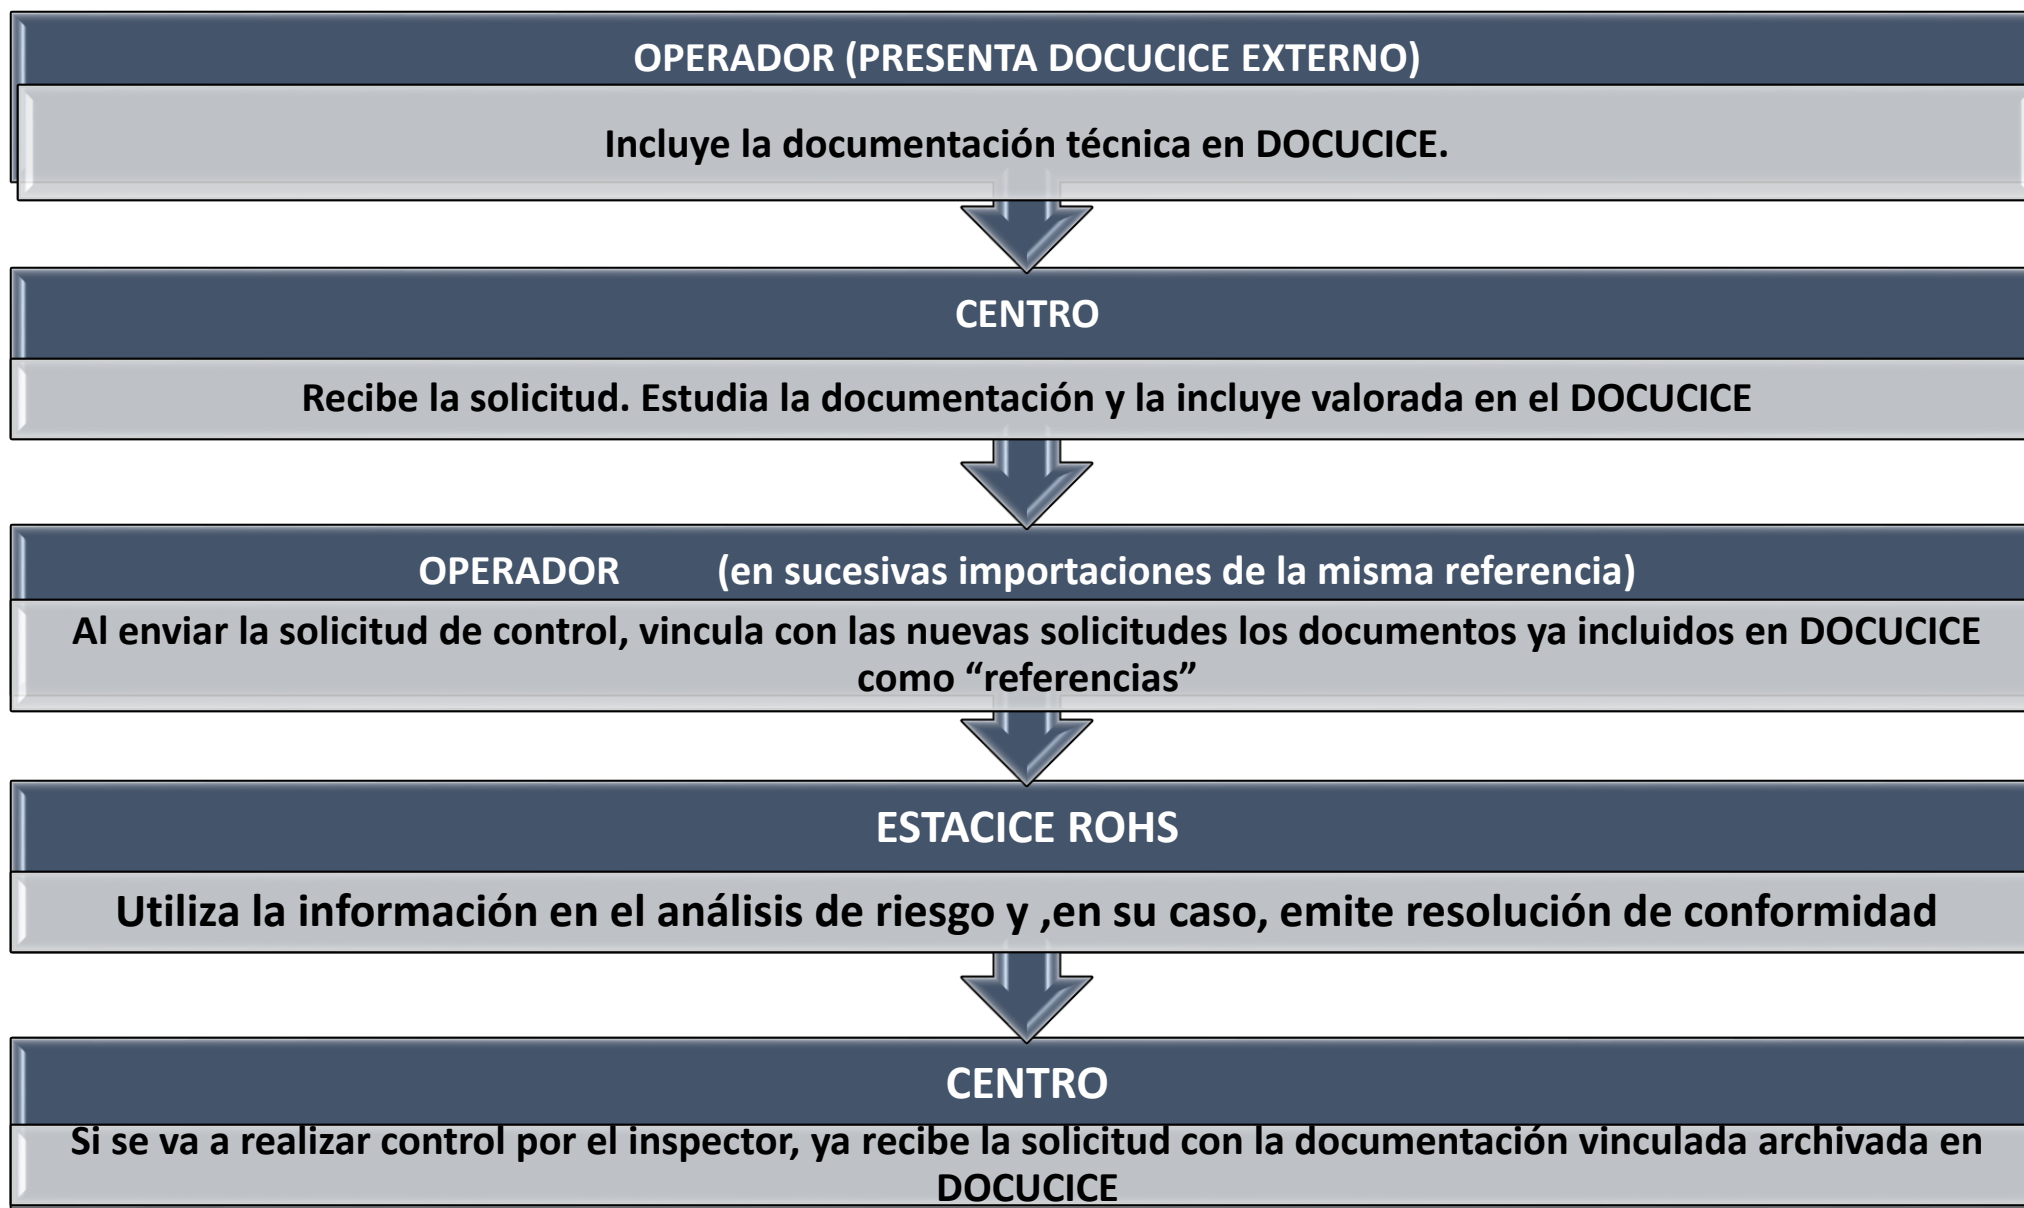 OPERADOR (PRESENTA DOCUCICE EXTERNO)
Incluye la documentación técnica en DOCUCICE.
CENTRO
Recibe la solicitud. Estudia la documentación y la incluye valorada en el DOCUCICE
OPERADOR (en sucesivas importaciones de la misma referencia)
Al enviar la solicitud de control, vincula con las nuevas solicitudes los documentos ya incluidos en DOCUCICE
como “referencias”
ESTACICE ROHS
Utiliza la información en el análisis de riesgo y ,en su caso, emite resolución de conformidad
CENTRO
Si se va a realizar control por el inspector, ya recibe la solicitud con la documentación vinculada archivada en
DOCUCICE